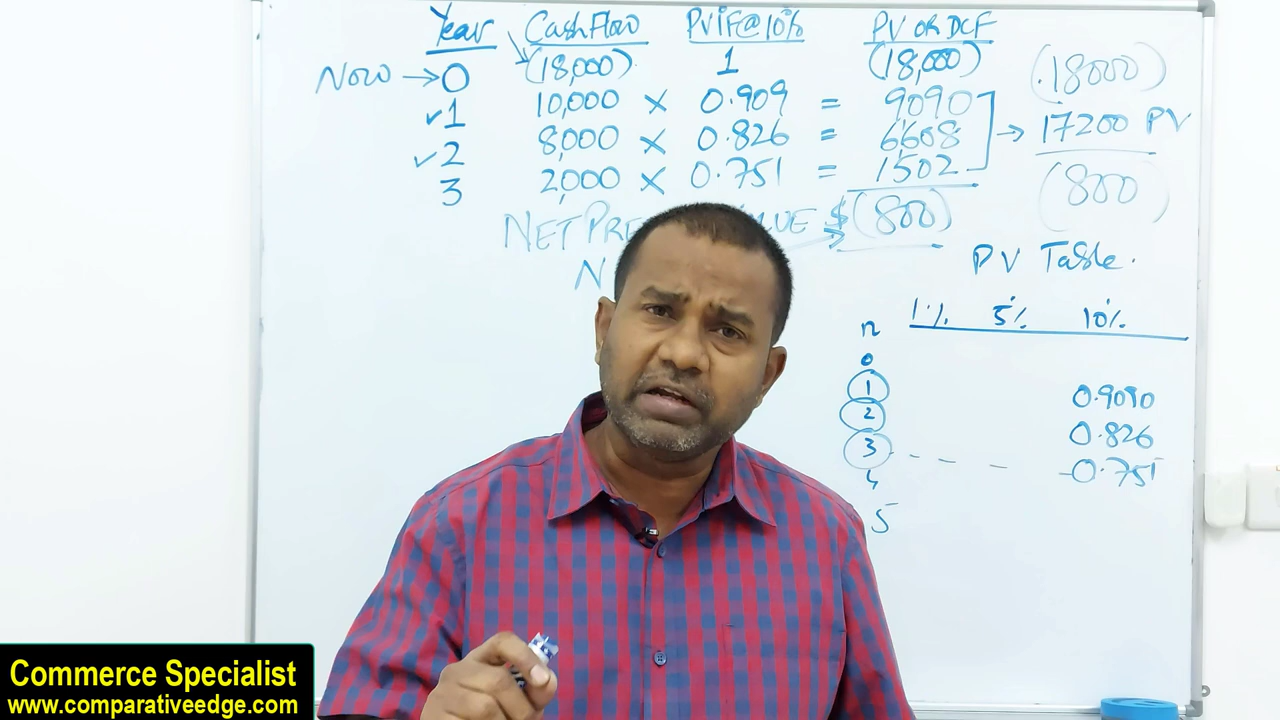 Year Cash Flow PViF@10% PV OR DCF
Now → 0 (18,000) 1 (18,000) (18000)
✓1 10,000 × 0.909 = 9090
✓2 8,000 × 0.826 = 6608 → 17200 PV
3 2,000 × 0.751 = 1502 (800)
NET PRE $(800)
N
PV Table.
n 1% 5% 10%
0
1 0.9090
2 0.826
3 - - - - 0.751
4
5
Commerce Specialist
www.comparativeedge.com